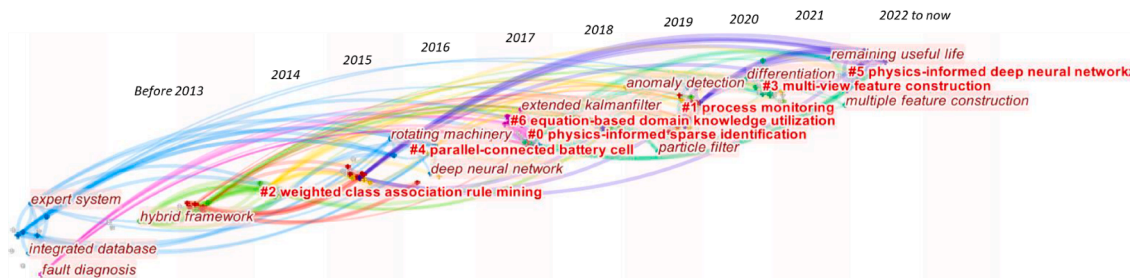 Before 2013
2014
2015
2016
2017
2018
2019
2020
2021
2022 to now
remaining useful life
#5 physics-informed deep neural network
differentiation
anomaly detection
#3 multi-view feature construction
multiple feature construction
extended kalmanfilter
#1 process monitoring
#6 equation-based domain knowledge utilization
rotating machinery
#0 physics-informed sparse identification
#4 parallel-connected battery cell
particle filter
deep neural network
#2 weighted class association rule mining
expert system
hybrid framework
integrated database
fault diagnosis